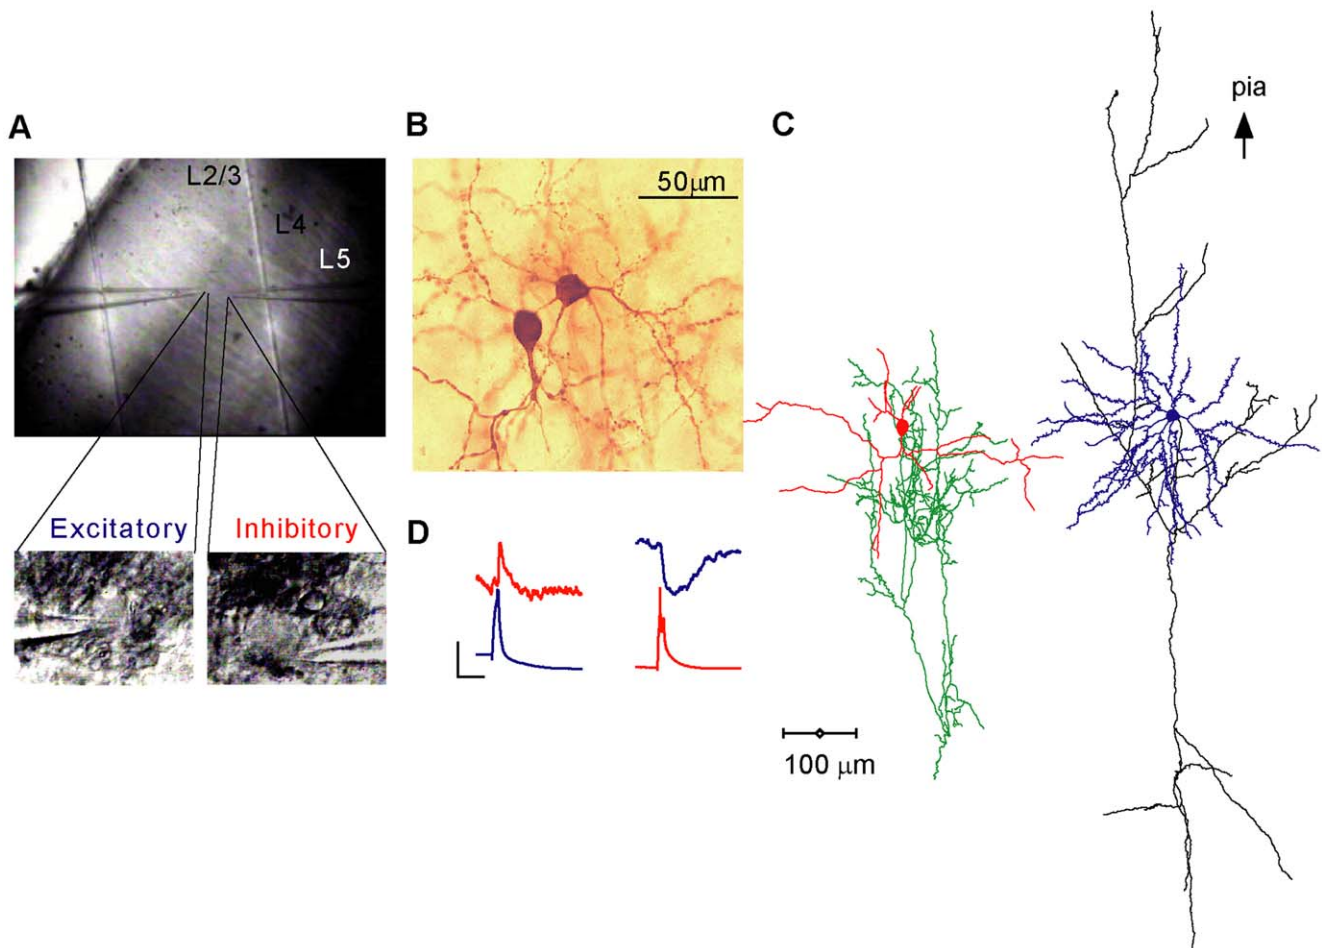 A
L2/3
L4
L5
Excitatory
Inhibitory
B
50μm
C
pia
100 μm
D